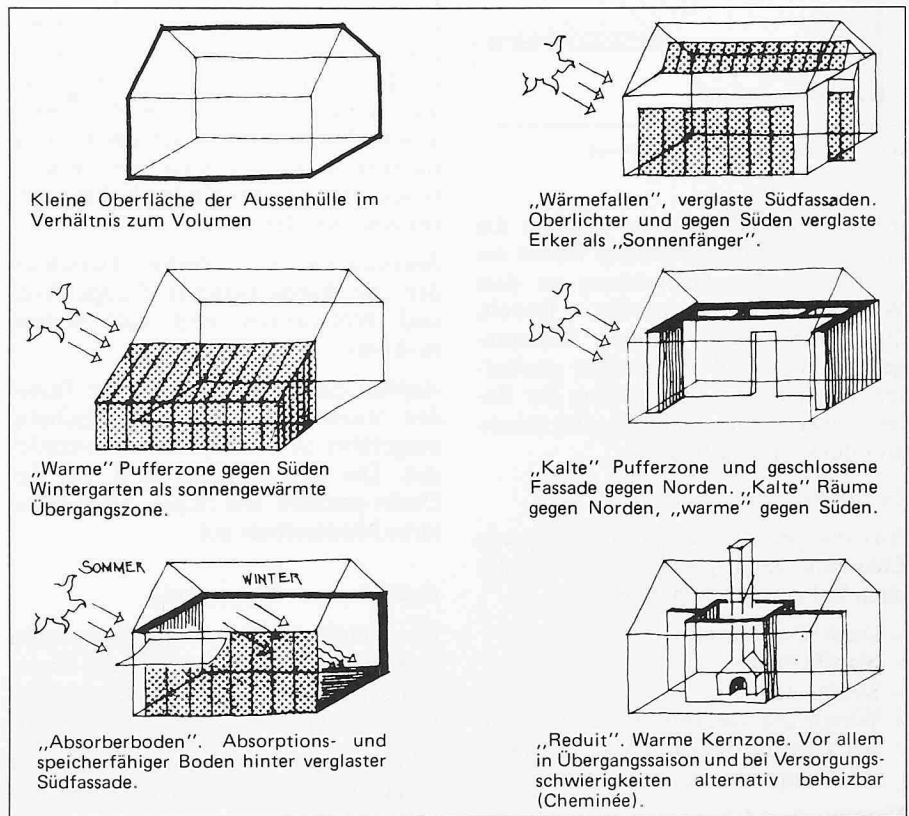 Kleine Oberfläche der Aussenhülle im
Verhältnis zum Volumen
„Wärmefallen", verglaste Südfassaden.
Oberlichter und gegen Süden verglaste
Erker als „Sonnenfänger".
„Warme" Pufferzone gegen Süden
Wintergarten als sonnengewärmte
Übergangszone.
„Kalte" Pufferzone und geschlossene
Fassade gegen Norden. „Kalte" Räume
gegen Norden, „warme" gegen Süden.
SOMMER
WINTER
„Absorberboden". Absorptions- und
speicherfähiger Boden hinter verglaster
Südfassade.
„Reduit". Warme Kernzone. Vor allem
in Übergangssaison und bei Versorgungs-
schwierigkeiten alternativ beheizbar
(Cheminée).